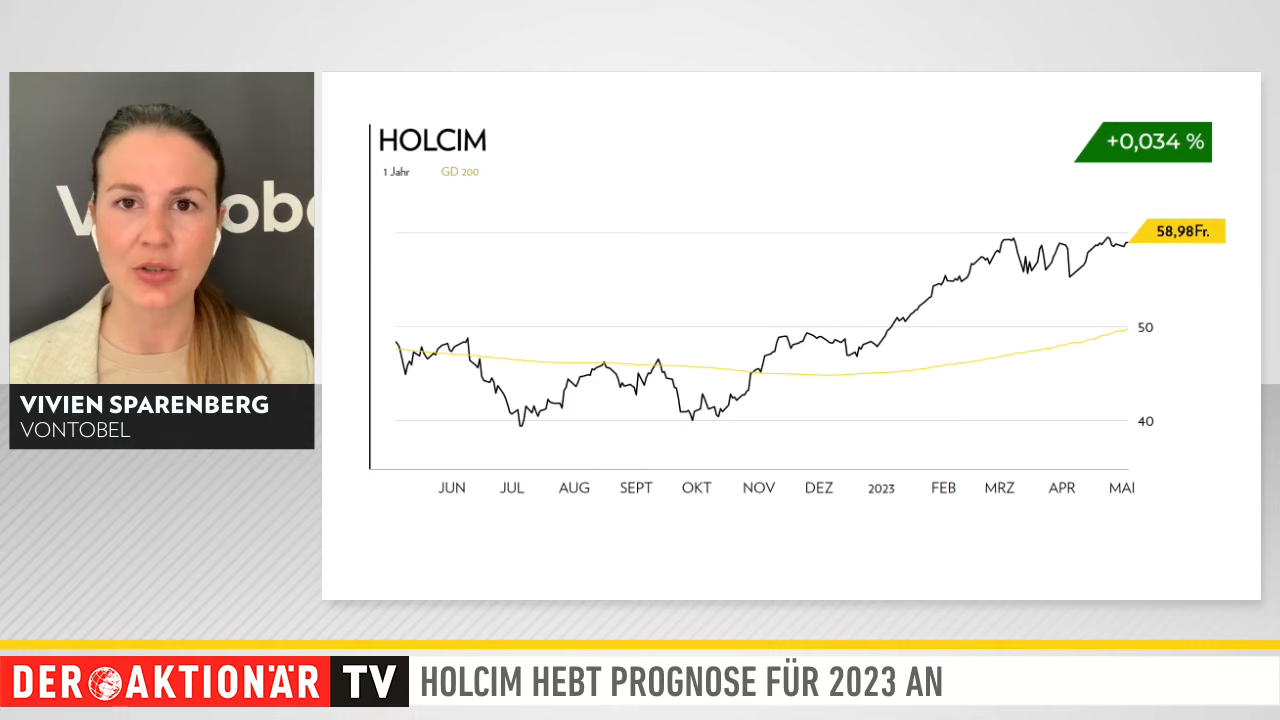 HOLCIM
1 Jahr GD 200
+0,034 %
58,98Fr.
50
40
JUN JUL AUG SEPT OKT NOV DEZ 2023 FEB MRZ APR MAI
VIVIEN SPARENBERG
VONTOBEL
DER AKTIONÄR TV
HOLCIM HEBT PROGNOSE FÜR 2023 AN